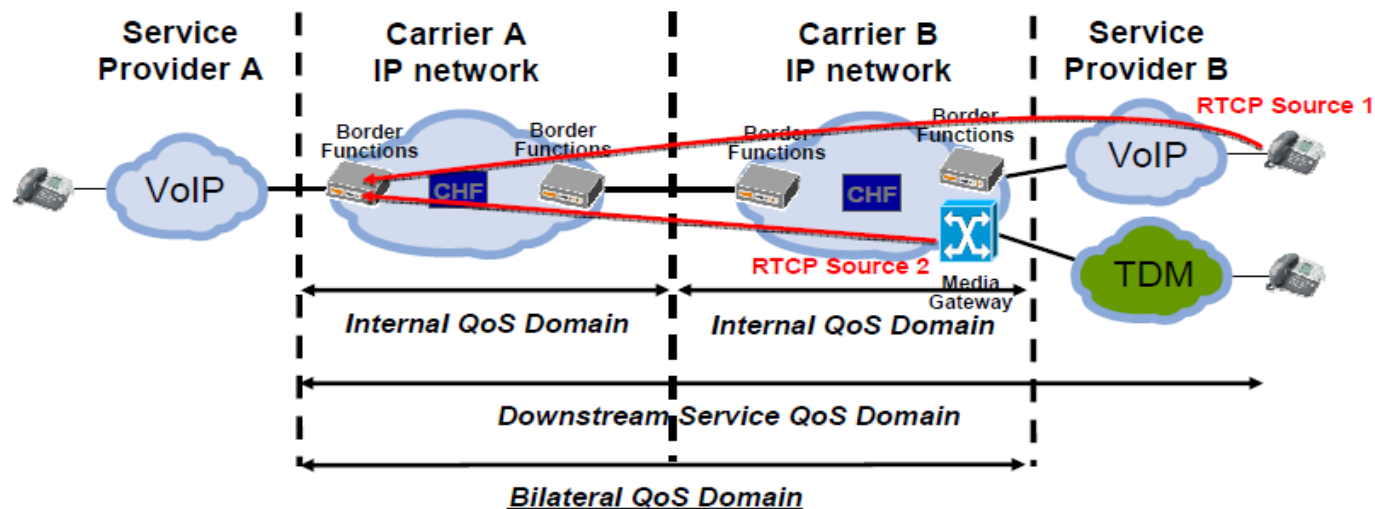 Service
Provider A
Carrier A
IP network
Carrier B
IP network
Service
Provider B
RTCP Source 1
Border
Functions
Border
Functions
Border
Functions
Border
Functions
VoIP
CHF
CHF
VoIP
RTCP Source 2
Media
Gateway
TDM
Internal QoS Domain
Internal QoS Domain
Downstream Service QoS Domain
Bilateral QoS Domain